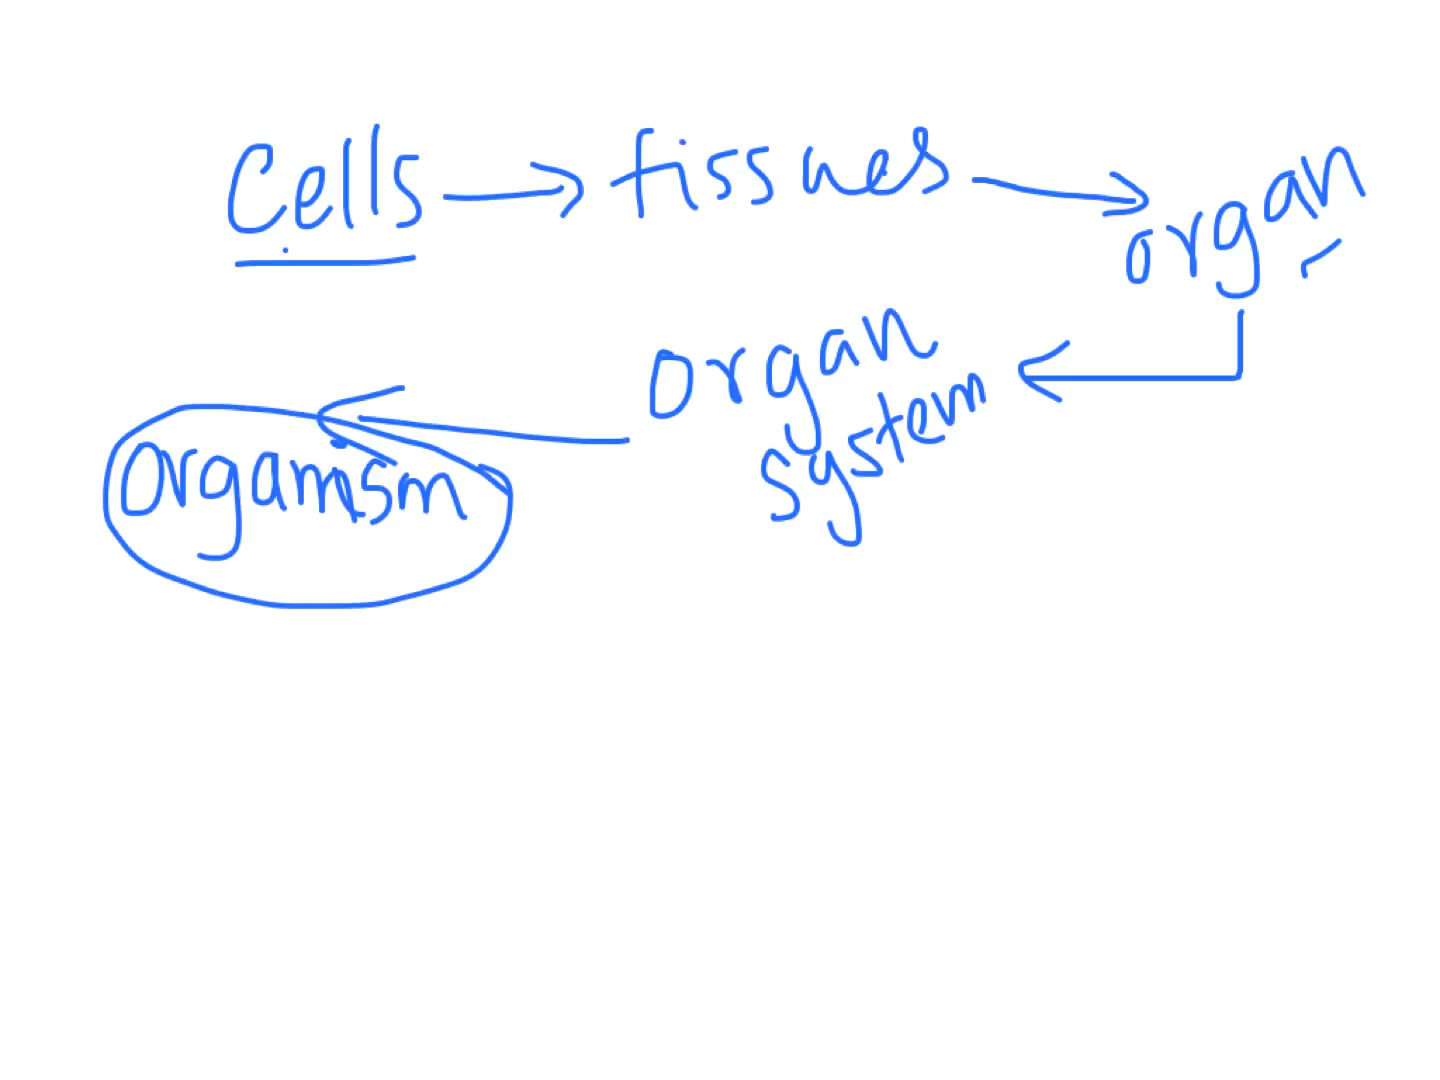 Cells → tissues → organ
organ
system
organism